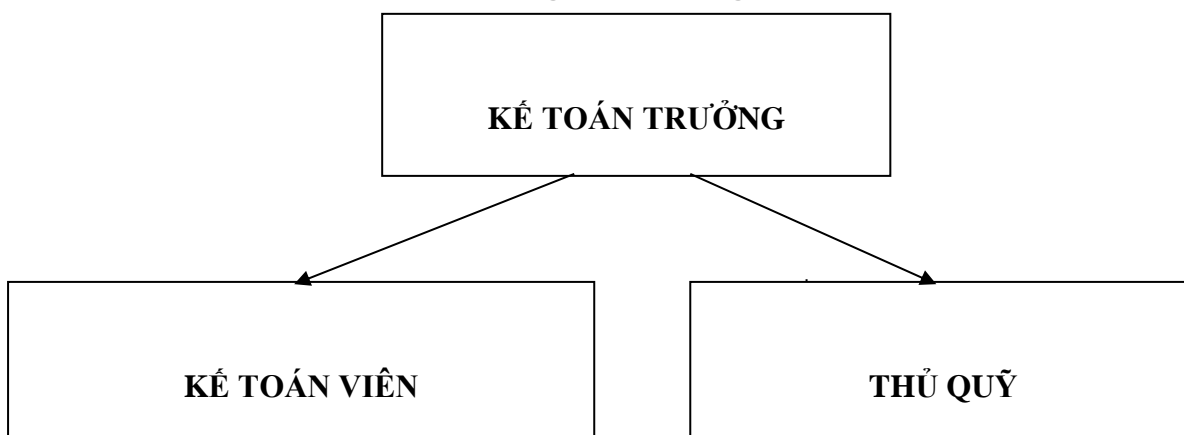 KẾ TOÁN TRƯỞNG
KẾ TOÁN VIÊN
THỦ QUỸ